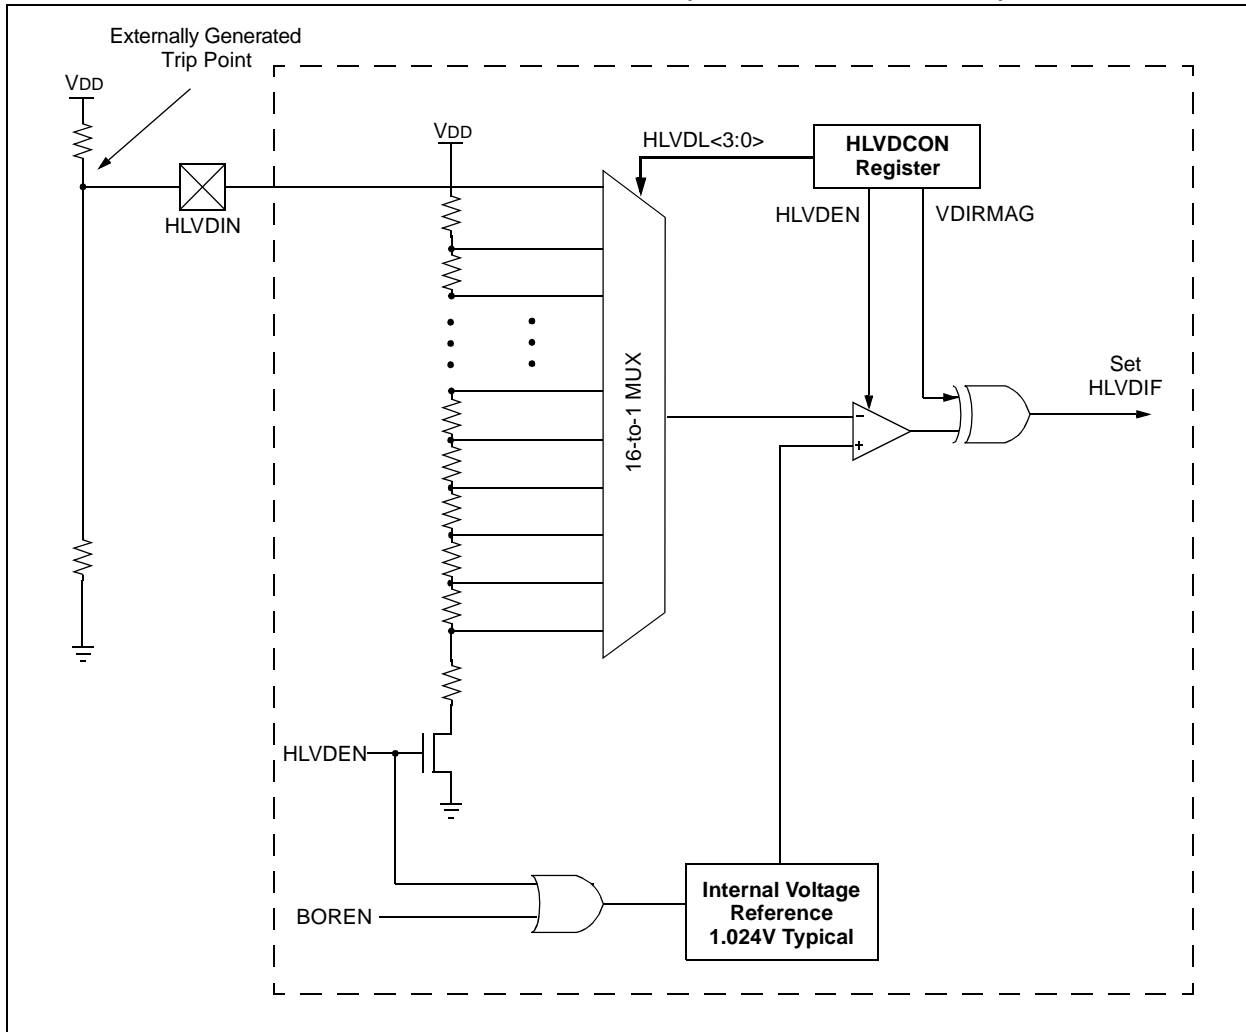 Externally Generated
Trip Point
VDD
VDD
HLVDL<3:0>
HLVDCON
Register
HLVDIN
HLVDEN
VDIRMAG
16-to-1 MUX
Set
HLVDIF
–
+
HLVDEN
BOREN
Internal Voltage
Reference
1.024V Typical